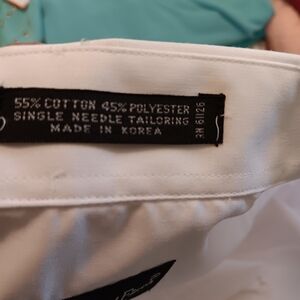 55% COTTON 45% POLYESTER
SINGLE NEEDLE TAILORING
MADE IN KOREA
RN 61126